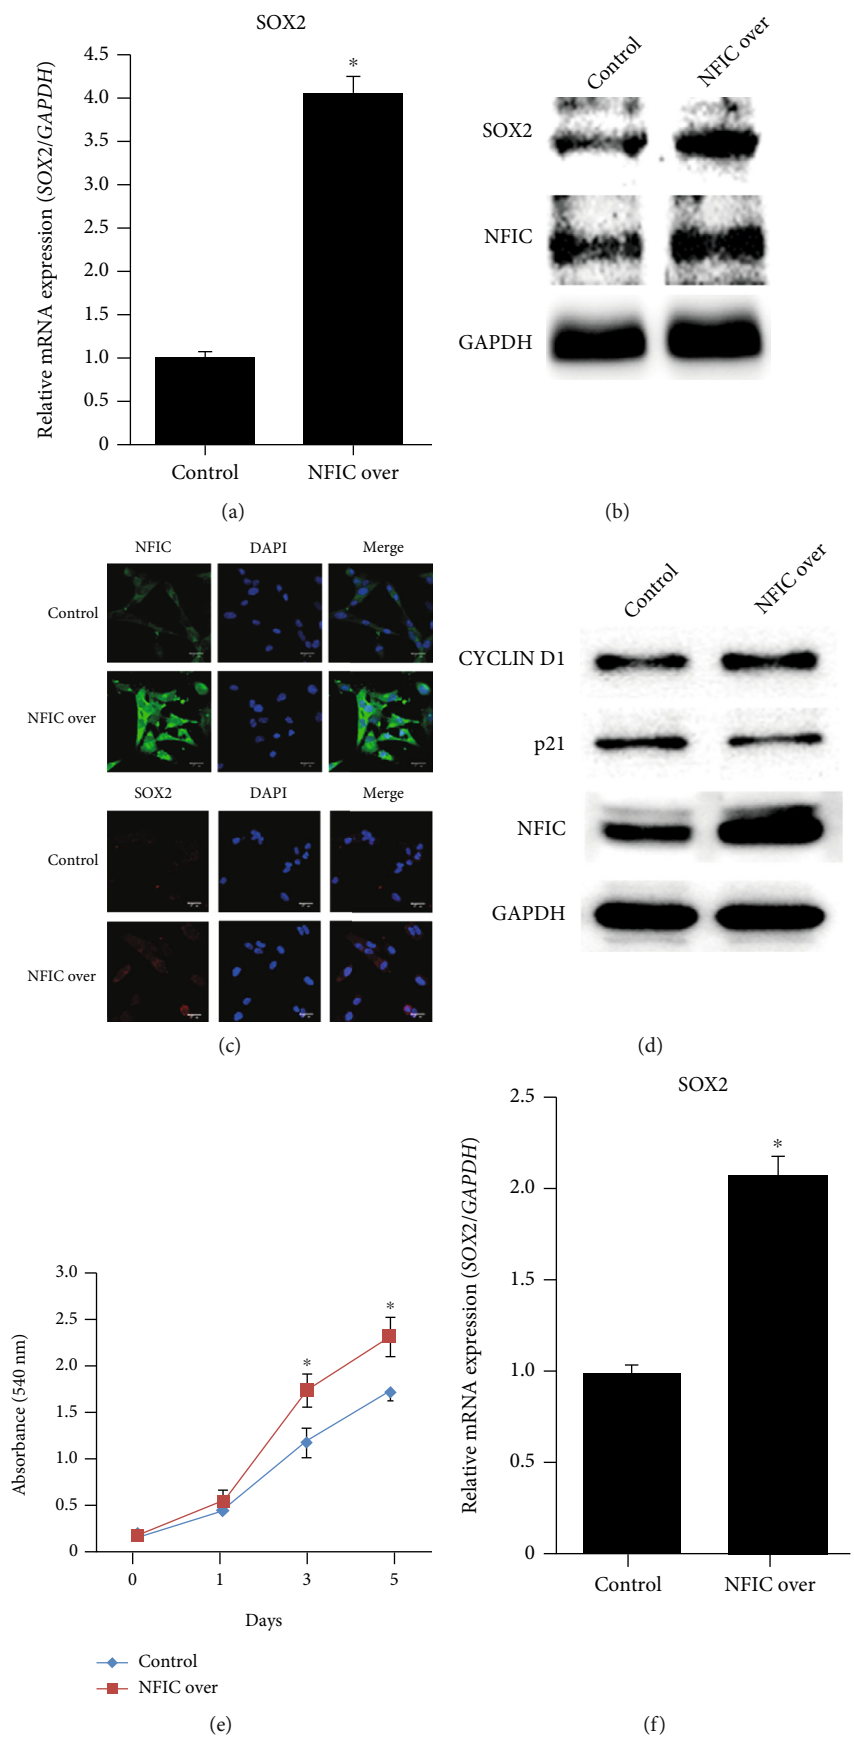 SOX2
4.5
4.0
3.5
3.0
2.5
2.0
1.5
1.0
0.5
0
Relative mRNA expression (SOX2/GAPDH)
*
Control NFIC over
(a)
Control NFIC over
SOX2
NFIC
GAPDH
(b)
NFIC DAPI Merge
Control
NFIC over
SOX2 DAPI Merge
Control
NFIC over
(c)
Control NFIC over
CYCLIN D1
p21
NFIC
GAPDH
(d)
3.0
2.5
2.0
1.5
1.0
0.5
0
Absorbance (540 nm)
*
*
0 1 3 5
Days
Control
NFIC over
(e)
SOX2
2.5
2.0
1.5
1.0
0.5
0
Relative mRNA expression (SOX2/GAPDH)
*
Control NFIC over
(f)